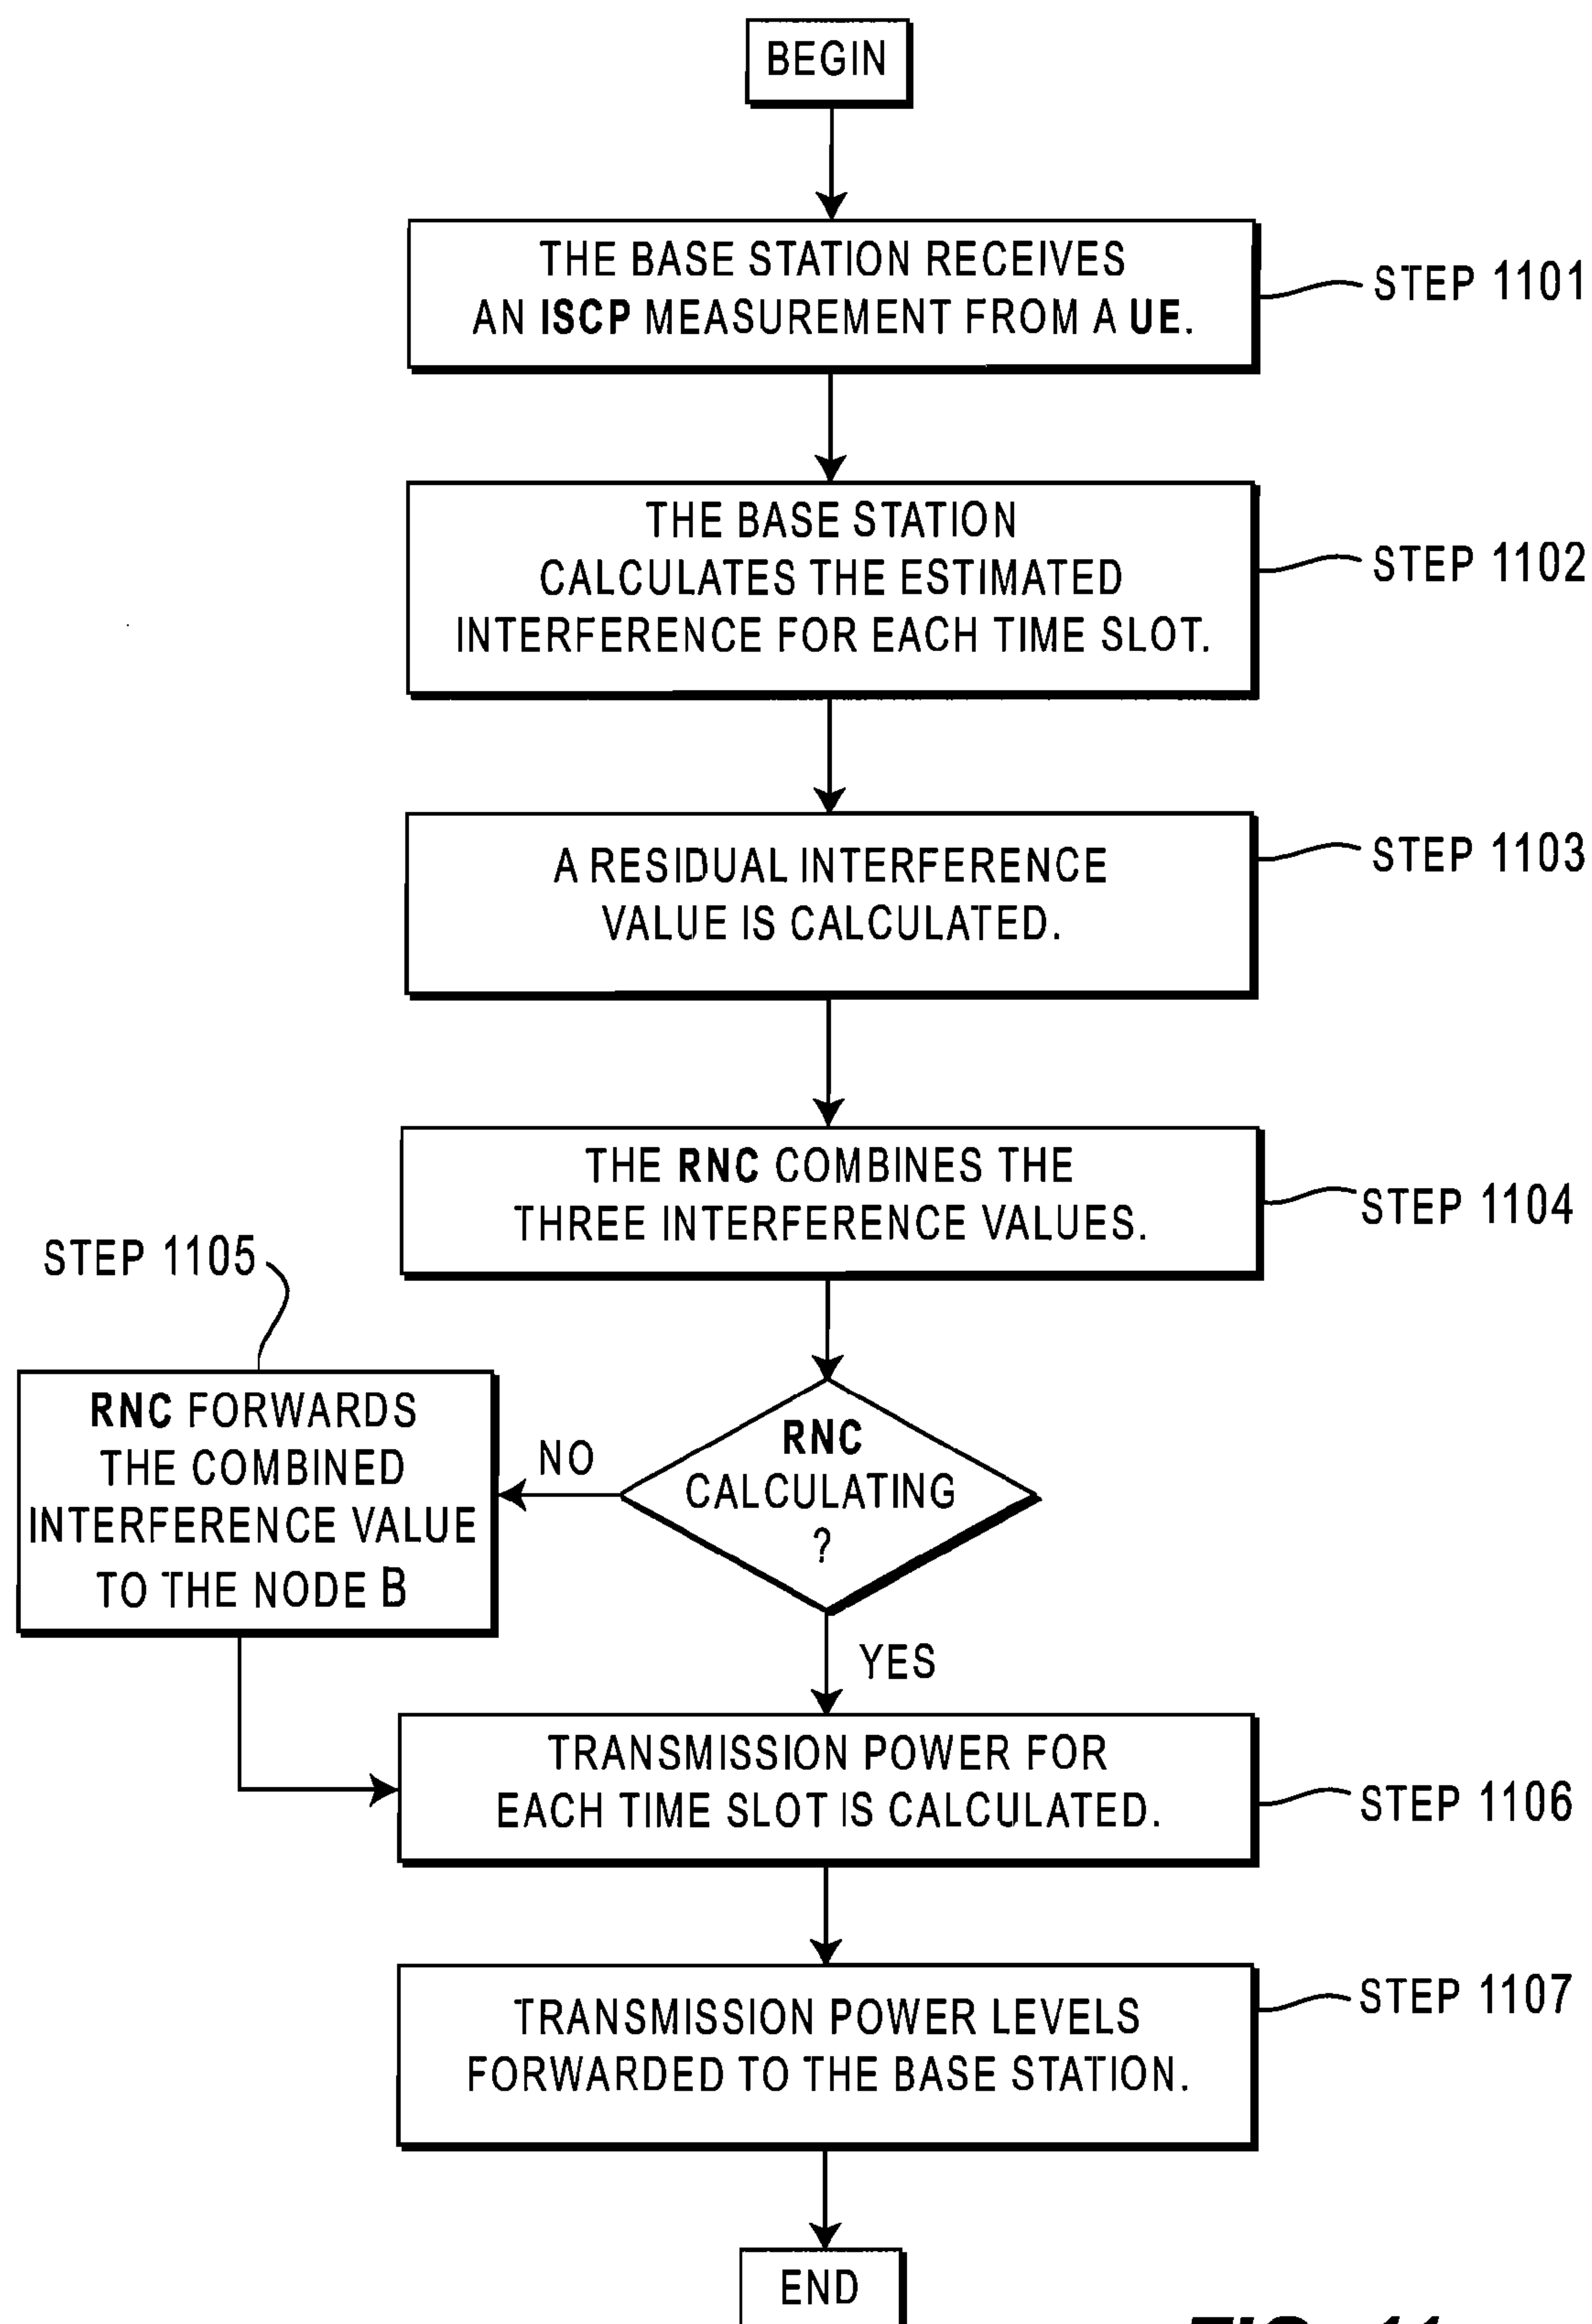 BEGIN
THE BASE STATION RECEIVES
AN ISCP MEASUREMENT FROM A UE.
STEP 1101
THE BASE STATION
CALCULATES THE ESTIMATED
INTERFERENCE FOR EACH TIME SLOT.
STEP 1102
A RESIDUAL INTERFERENCE
VALUE IS CALCULATED.
STEP 1103
THE RNC COMBINES THE
THREE INTERFERENCE VALUES.
STEP 1104
STEP 1105
RNC FORWARDS
THE COMBINED
INTERFERENCE VALUE
TO THE NODE B
NO
RNC
CALCULATING
?
YES
TRANSMISSION POWER FOR
EACH TIME SLOT IS CALCULATED.
STEP 1106
TRANSMISSION POWER LEVELS
FORWARDED TO THE BASE STATION.
STEP 1107
END